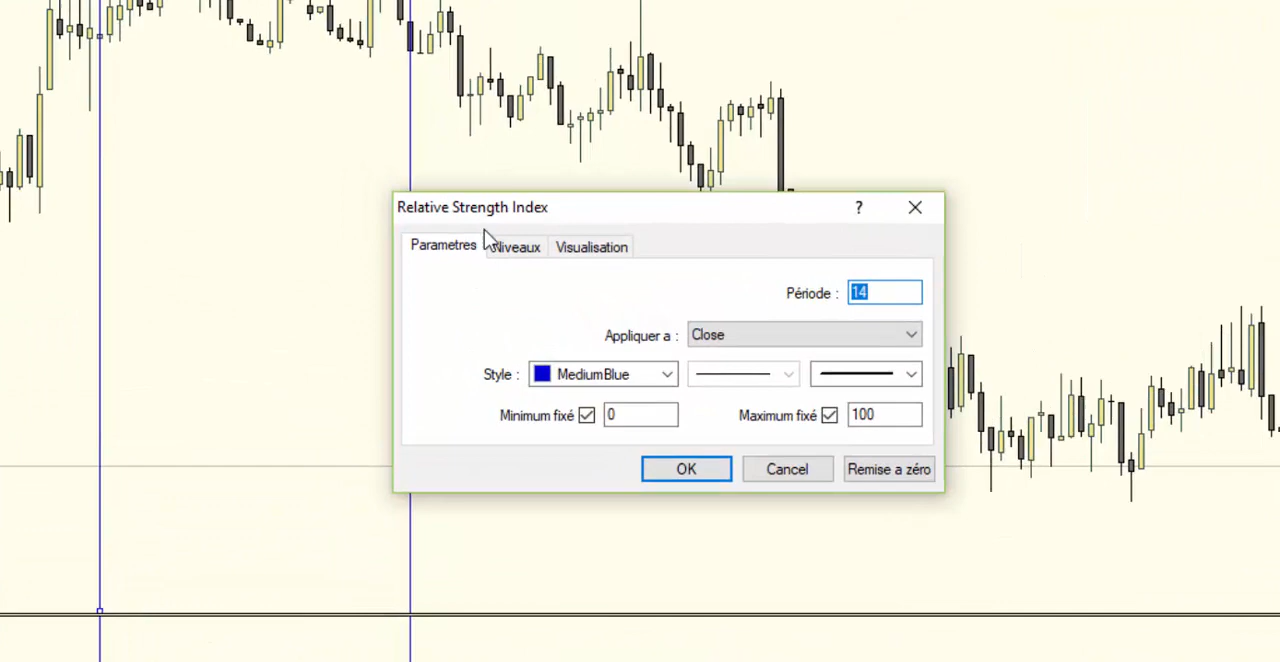 Relative Strength Index ?
Parametres Niveaux Visualisation
Période : 14
Appliquer a : Close
Style : MediumBlue
Minimum fixé 0 Maximum fixé 100
OK Cancel Remise a zéro